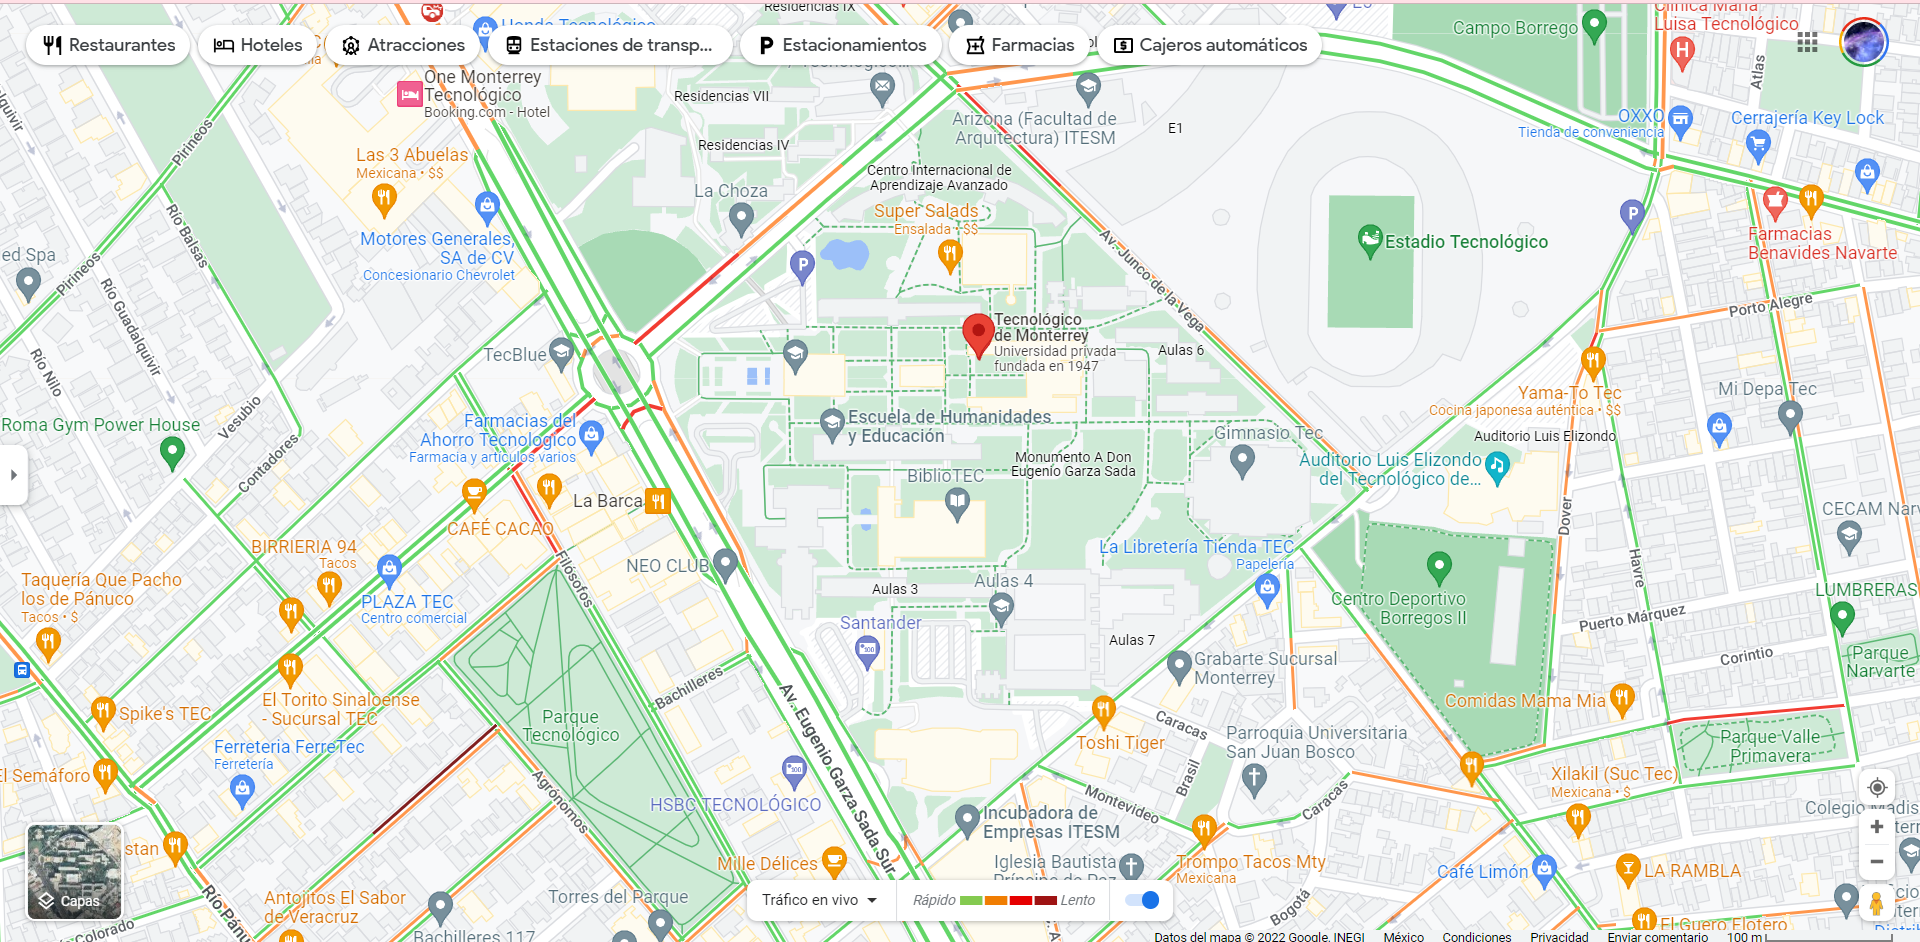 Residencias IX
Clínica María
Luisa Tecnológico
Honda Tecnológico
Campo Borrego
Restaurantes
Hoteles
Atracciones
Estaciones de transp...
Estacionamientos
Farmacias
Cajeros automáticos
Atlas
One Monterrey
Tecnológico
Booking.com - Hotel
Residencias VII
Arizona (Facultad de
Arquitectura) ITESM
E1
OXXO
Tienda de conveniencia
Cerrajería Key Lock
Pirineos
Residencias IV
Las 3 Abuelas
Mexicana • $$
Centro Internacional de
Aprendizaje Avanzado
La Choza
Super Salads
Ensalada • $$
Río Balsas
Motores Generales,
SA de CV
Concesionario Chevrolet
Av. Junco de la Vega
Estadio Tecnológico
Farmacias
Benavides Navarte
ed Spa
Pirineos
Río Guadalquivir
Porto Alegre
Tecnológico
de Monterrey
Universidad privada
fundada en 1947
Aulas 6
TecBlue
Río Nilo
Vesubio
Yama-To Tec
Cocina japonesa auténtica • $$
Mi Depa Tec
Roma Gym Power House
Contadores
Farmacias del
Ahorro Tecnológico
Farmacia y artículos varios
Escuela de Humanidades
y Educación
Gimnasio Tec
Auditorio Luis Elizondo
Monumento A Don
Eugenio Garza Sada
Auditorio Luis Elizondo
del Tecnológico de...
BiblioTEC
La Barca
CAFÉ CACAO
Dover
CECAM Narv
BIRRIERIA 94
Tacos
NEO CLUB
La Libretería Tienda TEC
Papelería
Filósofos
Havre
Taquería Que Pacho
los de Pánuco
Tacos • $
PLAZA TEC
Centro comercial
Aulas 3
Aulas 4
Centro Deportivo
Borregos II
LUMBRERAS
Santander
Puerto Márquez
Aulas 7
Grabarte Sucursal
Monterrey
Corintio
Parque
Narvarte
Bachilleres
El Torito Sinaloense
- Sucursal TEC
Spike's TEC
Comidas Mama Mia
Parque
Tecnológico
Av. Eugenio Garza Sada Sur
Caracas
Toshi Tiger
Parroquia Universitaria
San Juan Bosco
Parque Valle
Primavera
Ferreteria FerreTec
Ferretería
El Semáforo
Brasil
Xilakil (Suc Tec)
Mexicana • $
Agrónomos
HSBC TECNOLÓGICO
Montevideo
Caracas
Incubadora de
Empresas ITESM
stan
Mille Délices
Iglesia Bautista
Trompo Tacos Mty
Mexicana
Café Limón
LA RAMBLA
Capas
Antojitos El Sabor
de Veracruz
Torres del Parque
Tráfico en vivo
Rápido
Lento
Bogotá
Colorado
Bachilleres 117
El Guero Elotero
Datos del mapa © 2022 Google, INEGI
México
Condiciones
Privacidad
Enviar comentario
100 m